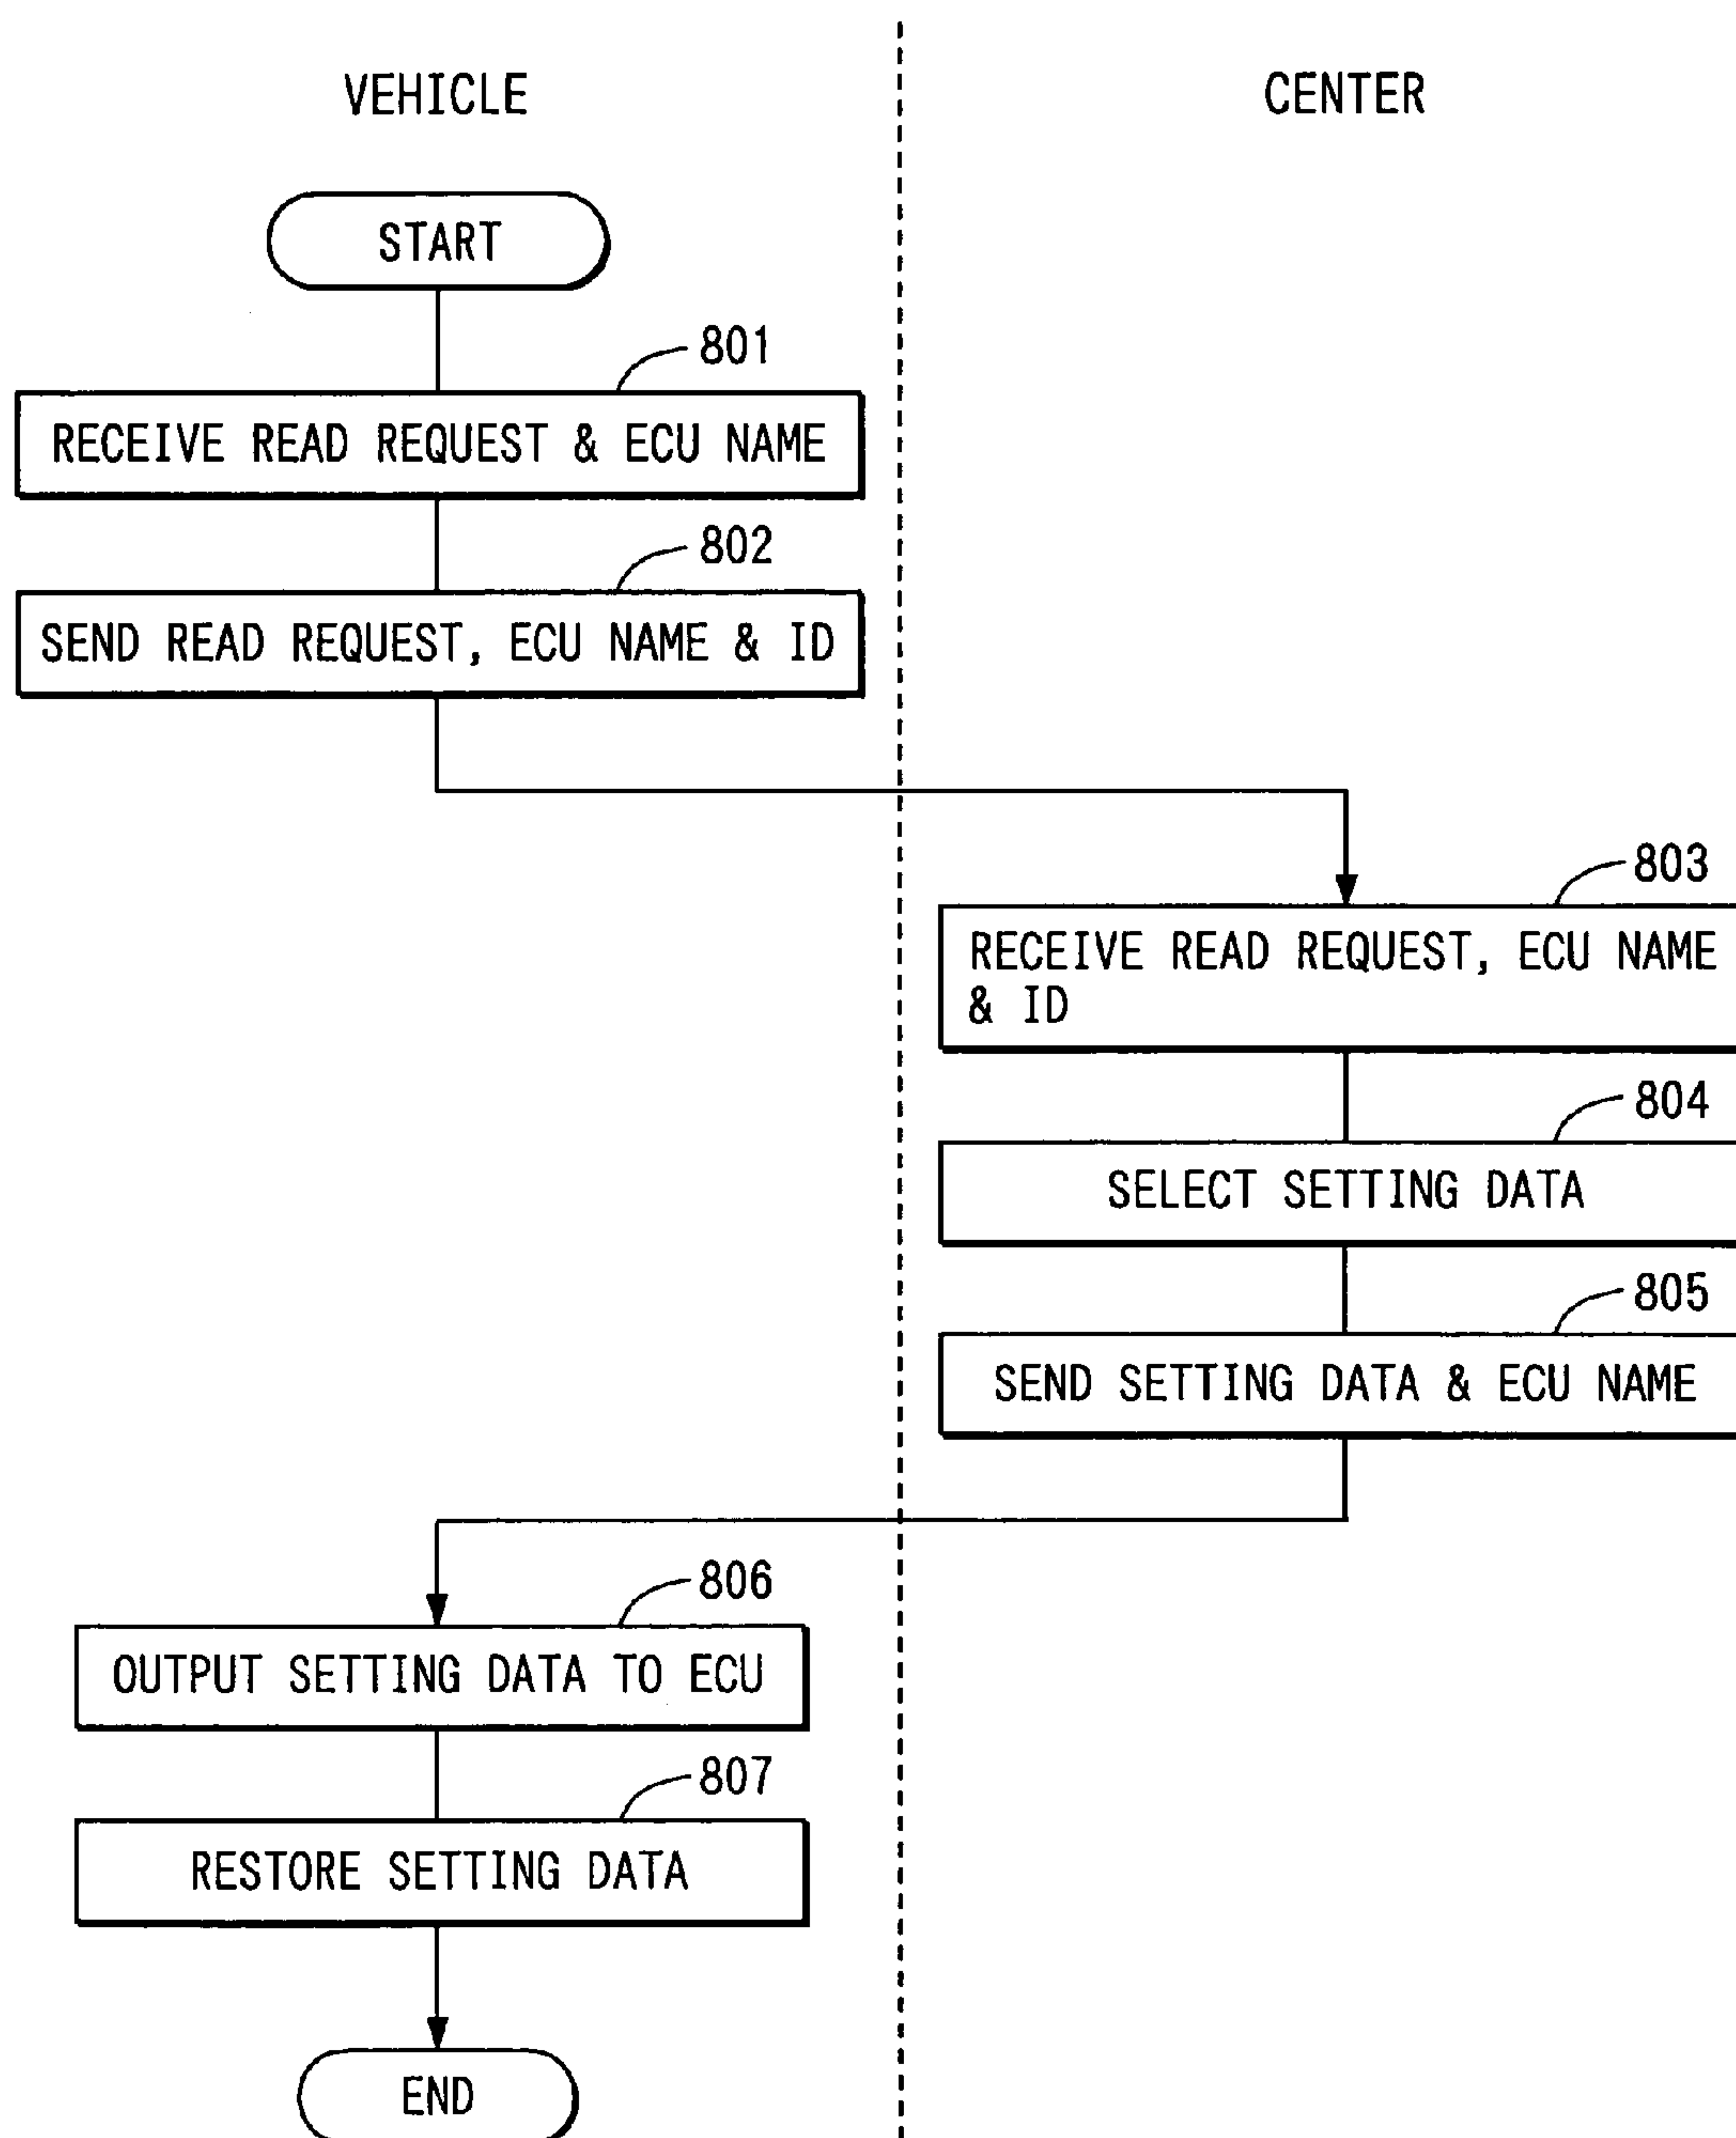 VEHICLE
CENTER
START
801
RECEIVE READ REQUEST & ECU NAME
802
SEND READ REQUEST, ECU NAME & ID
803
RECEIVE READ REQUEST, ECU NAME
& ID
804
SELECT SETTING DATA
805
SEND SETTING DATA & ECU NAME
806
OUTPUT SETTING DATA TO ECU
807
RESTORE SETTING DATA
END